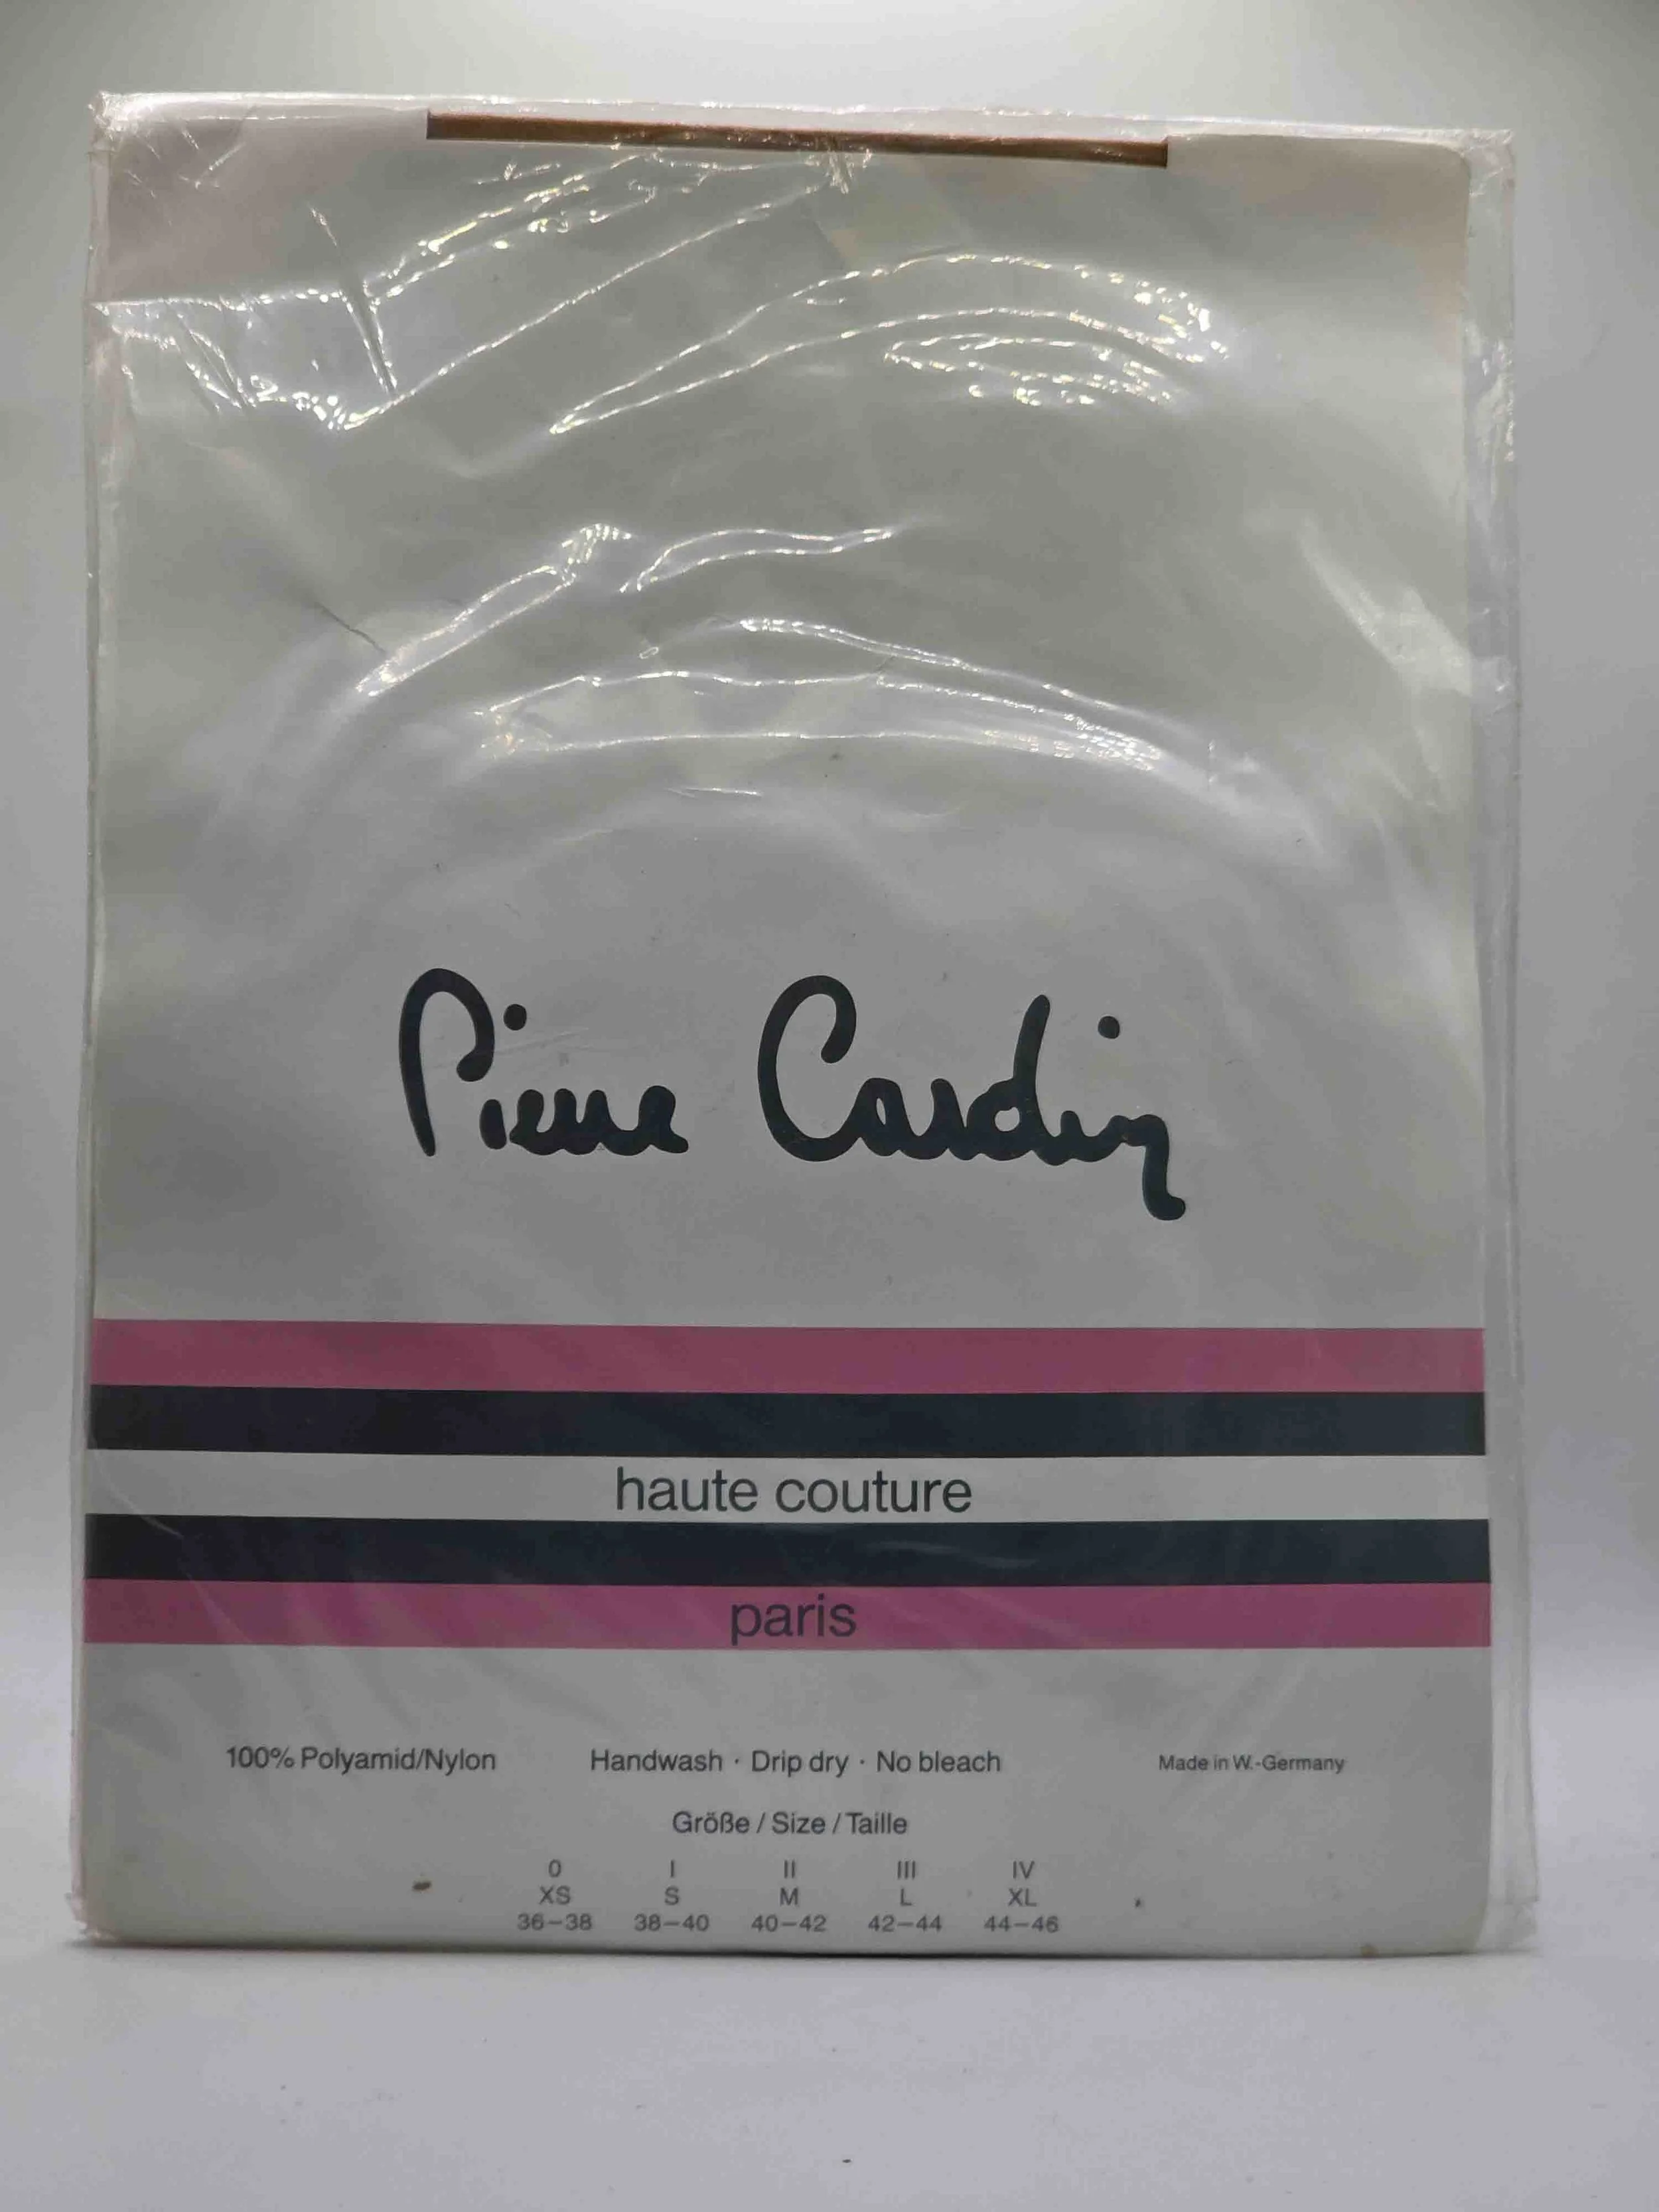 Pierre Cardin
haute couture
paris
100% Polyamid/Nylon Handwash · Drip dry · No bleach Made in W.-Germany
Größe / Size / Taille
0 I II III IV
XS S M L XL
36–38 38–40 40–42 42–44 44–46